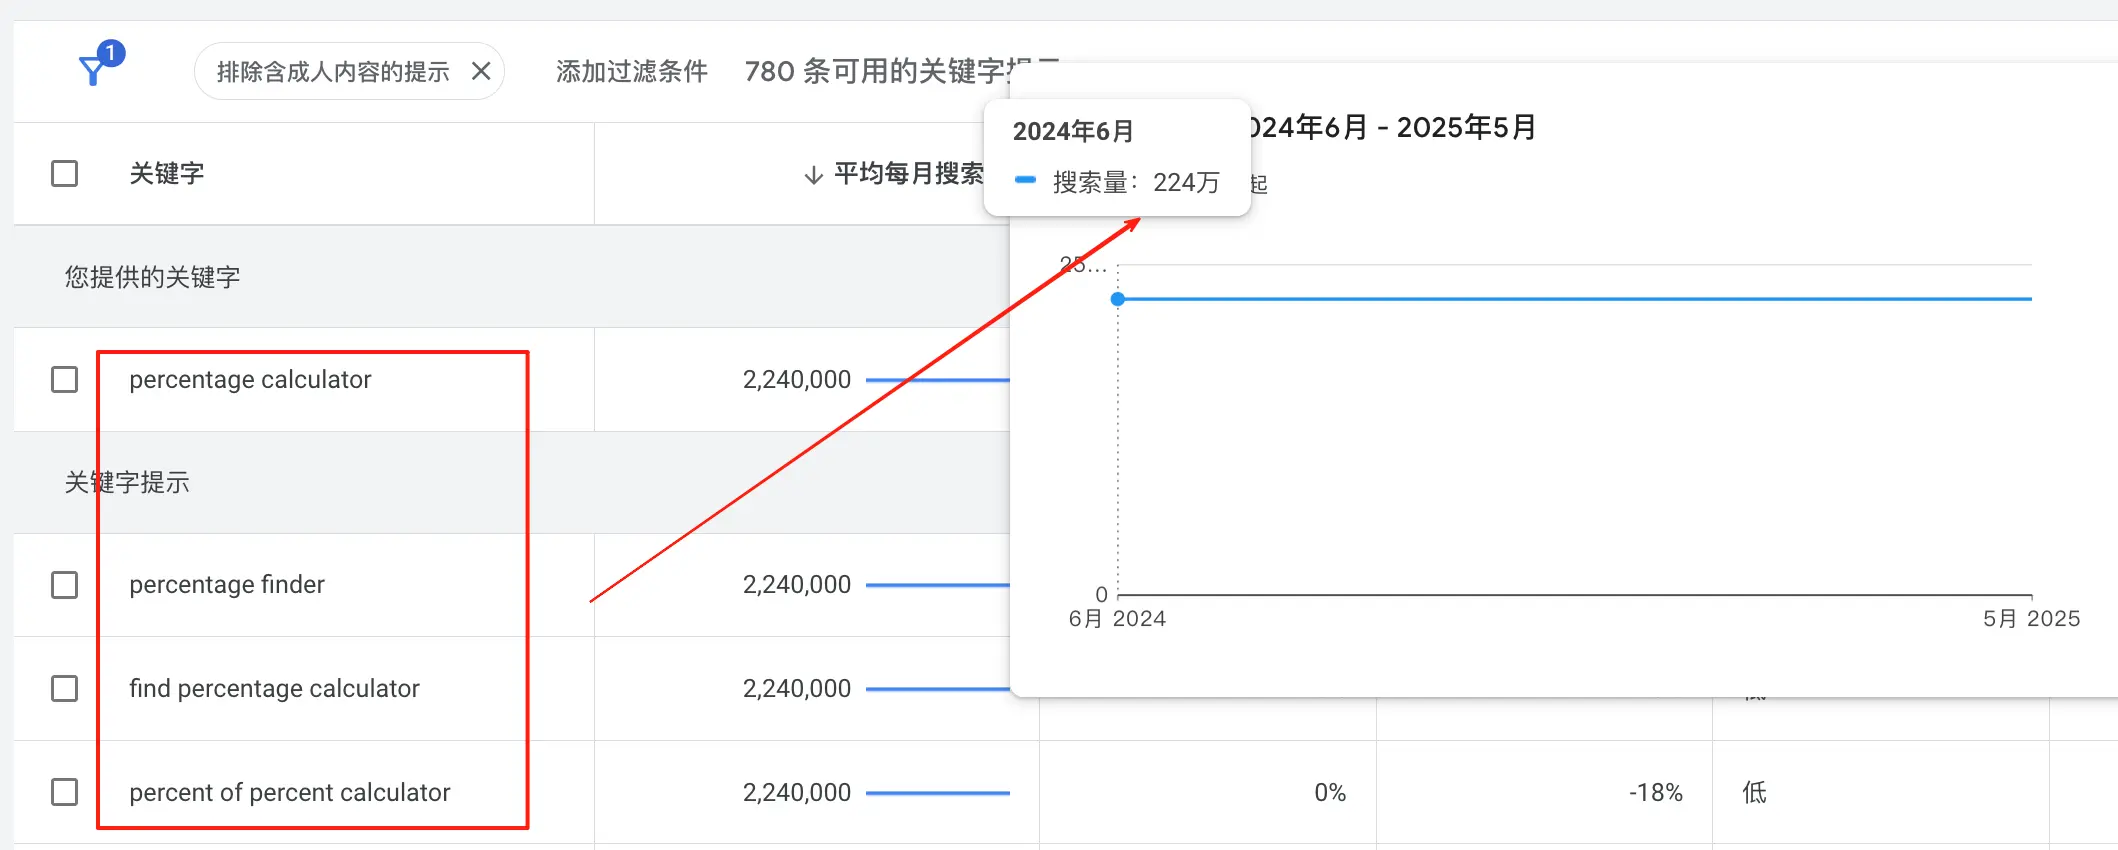 1
排除含成人内容的提示
添加过滤条件
780 条可用的关键字提示
2024年6月
搜索量：224万
024年6月 - 2025年5月
起
关键字
平均每月搜索
您提供的关键字
25...
percentage calculator
2,240,000
关键字提示
percentage finder
2,240,000
0
6月 2024
5月 2025
find percentage calculator
2,240,000
percent of percent calculator
2,240,000
0%
-18%
低